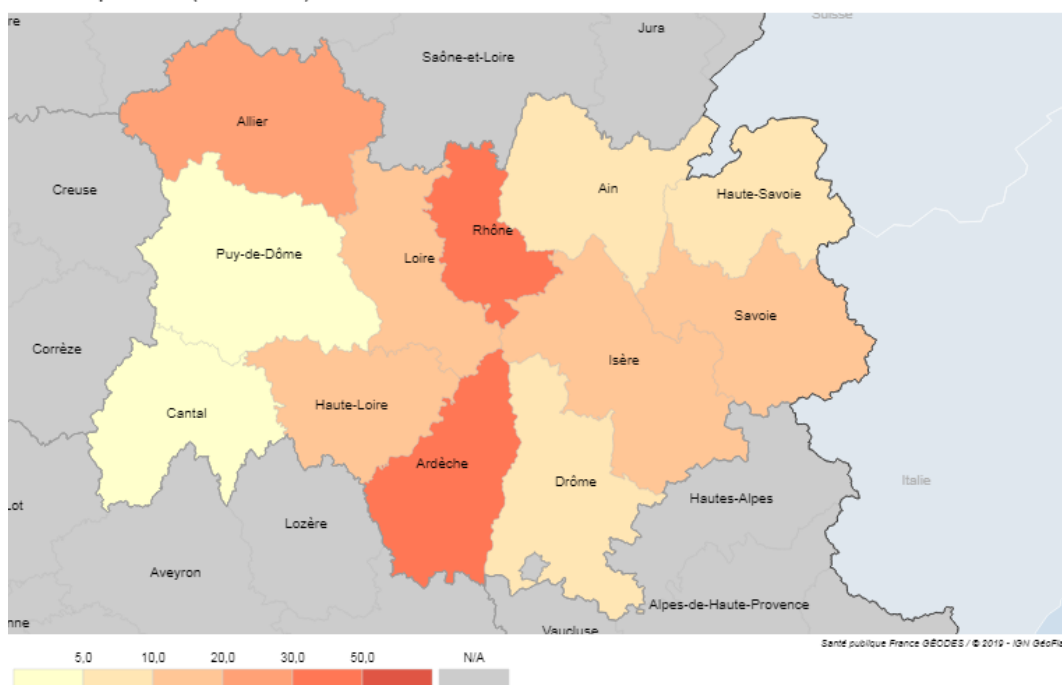 Suisse
Jura
Saône-et-Loire
Allier
Creuse
Ain
Haute-Savoie
Rhône
Puy-de-Dôme
Loire
Savoie
Corrèze
Isère
Haute-Loire
Cantal
Ardèche
Drôme
Italie
Hautes-Alpes
Lot
Lozère
Aveyron
Alpes-de-Haute-Provence
Vaucluse
Santé publique France GÉODES / © 2019 - IGN GéoFla
5,0 10,0 20,0 30,0 50,0 N/A